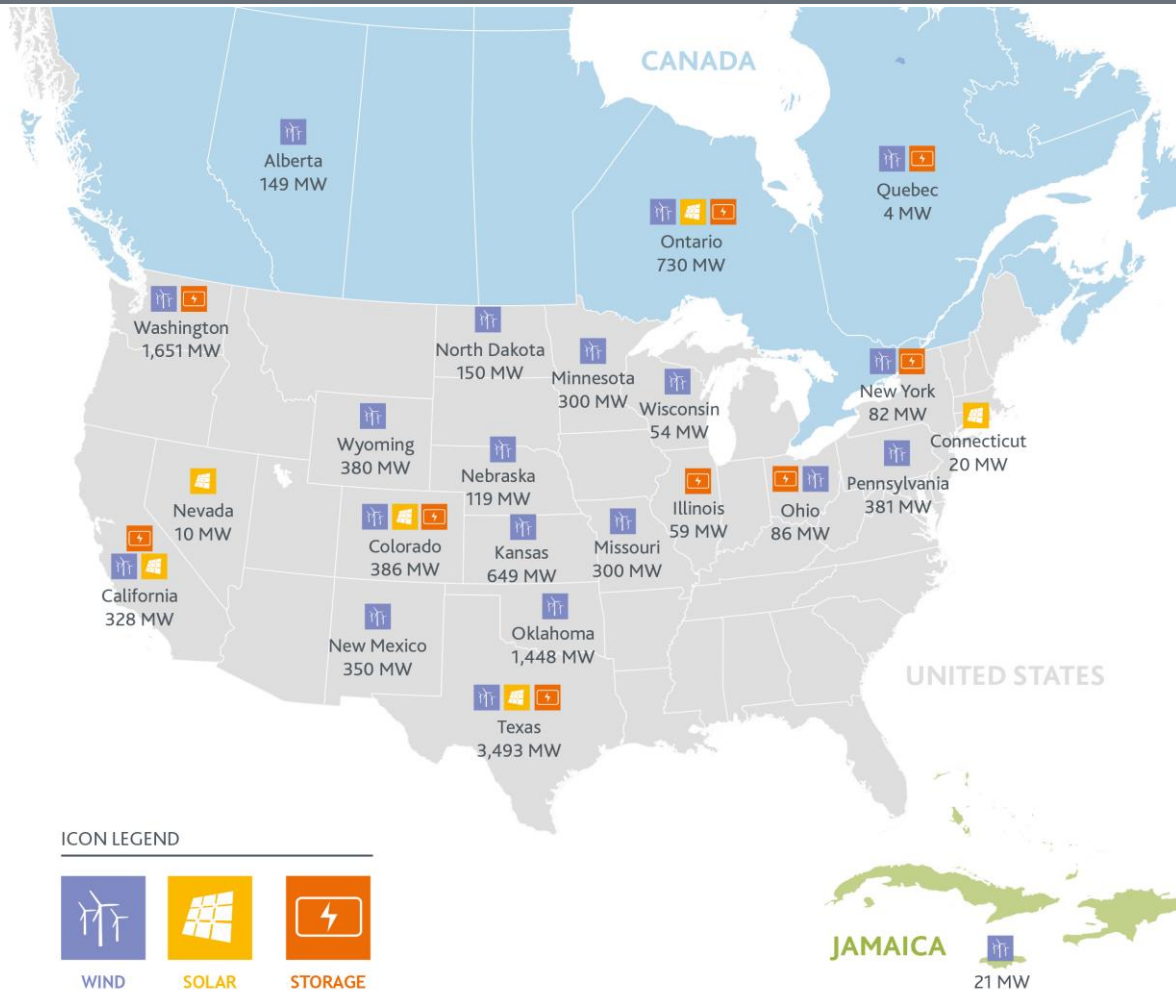 CANADA
Alberta
149 MW
Quebec
4 MW
Ontario
730 MW
Washington
1,651 MW
North Dakota
150 MW
Minnesota
300 MW
Wisconsin
54 MW
New York
82 MW
Connecticut
20 MW
Wyoming
380 MW
Nebraska
119 MW
Pennsylvania
381 MW
Nevada
10 MW
Illinois
59 MW
Ohio
86 MW
Colorado
386 MW
Kansas
649 MW
Missouri
300 MW
California
328 MW
New Mexico
350 MW
Oklahoma
1,448 MW
UNITED STATES
Texas
3,493 MW
ICON LEGEND
WIND
SOLAR
STORAGE
JAMAICA
21 MW